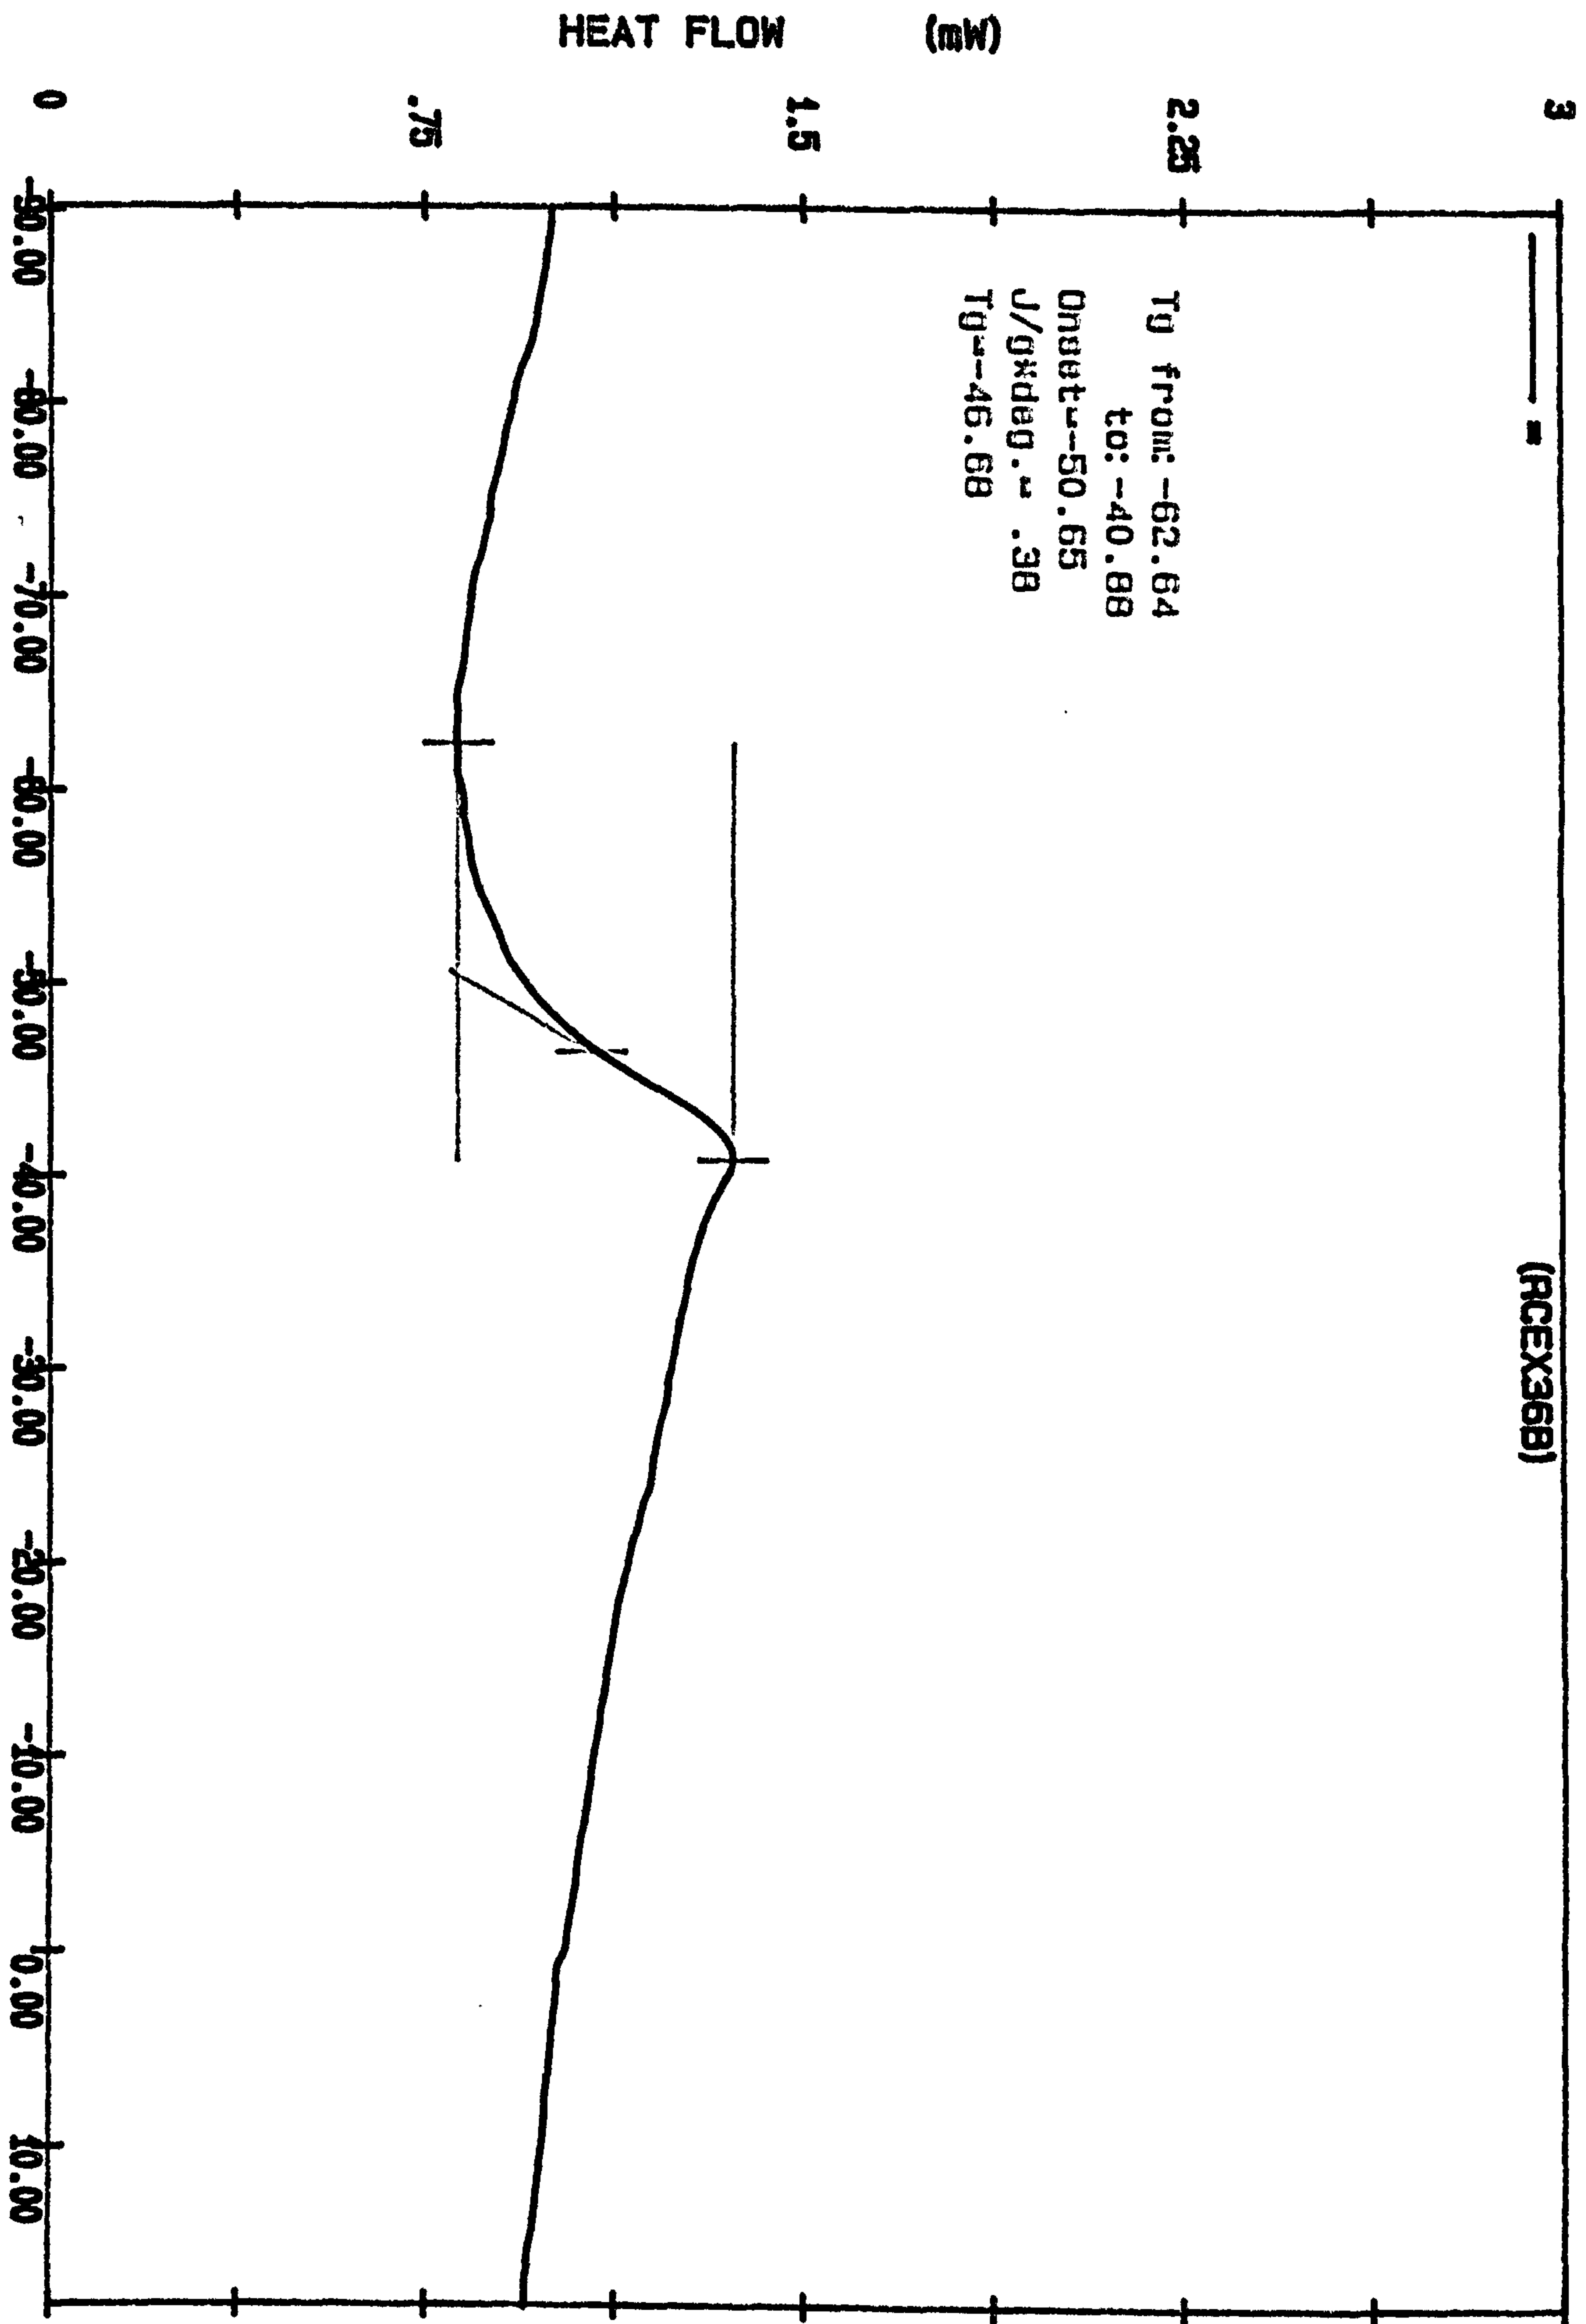 (RCEX36B)
Tg from: -62.64
to: -40.88
Onset=-50.65
J/g*deg.= .38
Tg=-46.68
HEAT FLOW (mW)
3
2.25
1.5
.75
0
-90.00 -80.00 -70.00 -60.00 -50.00 -40.00 -30.00 -20.00 -10.00 0.00 10.00